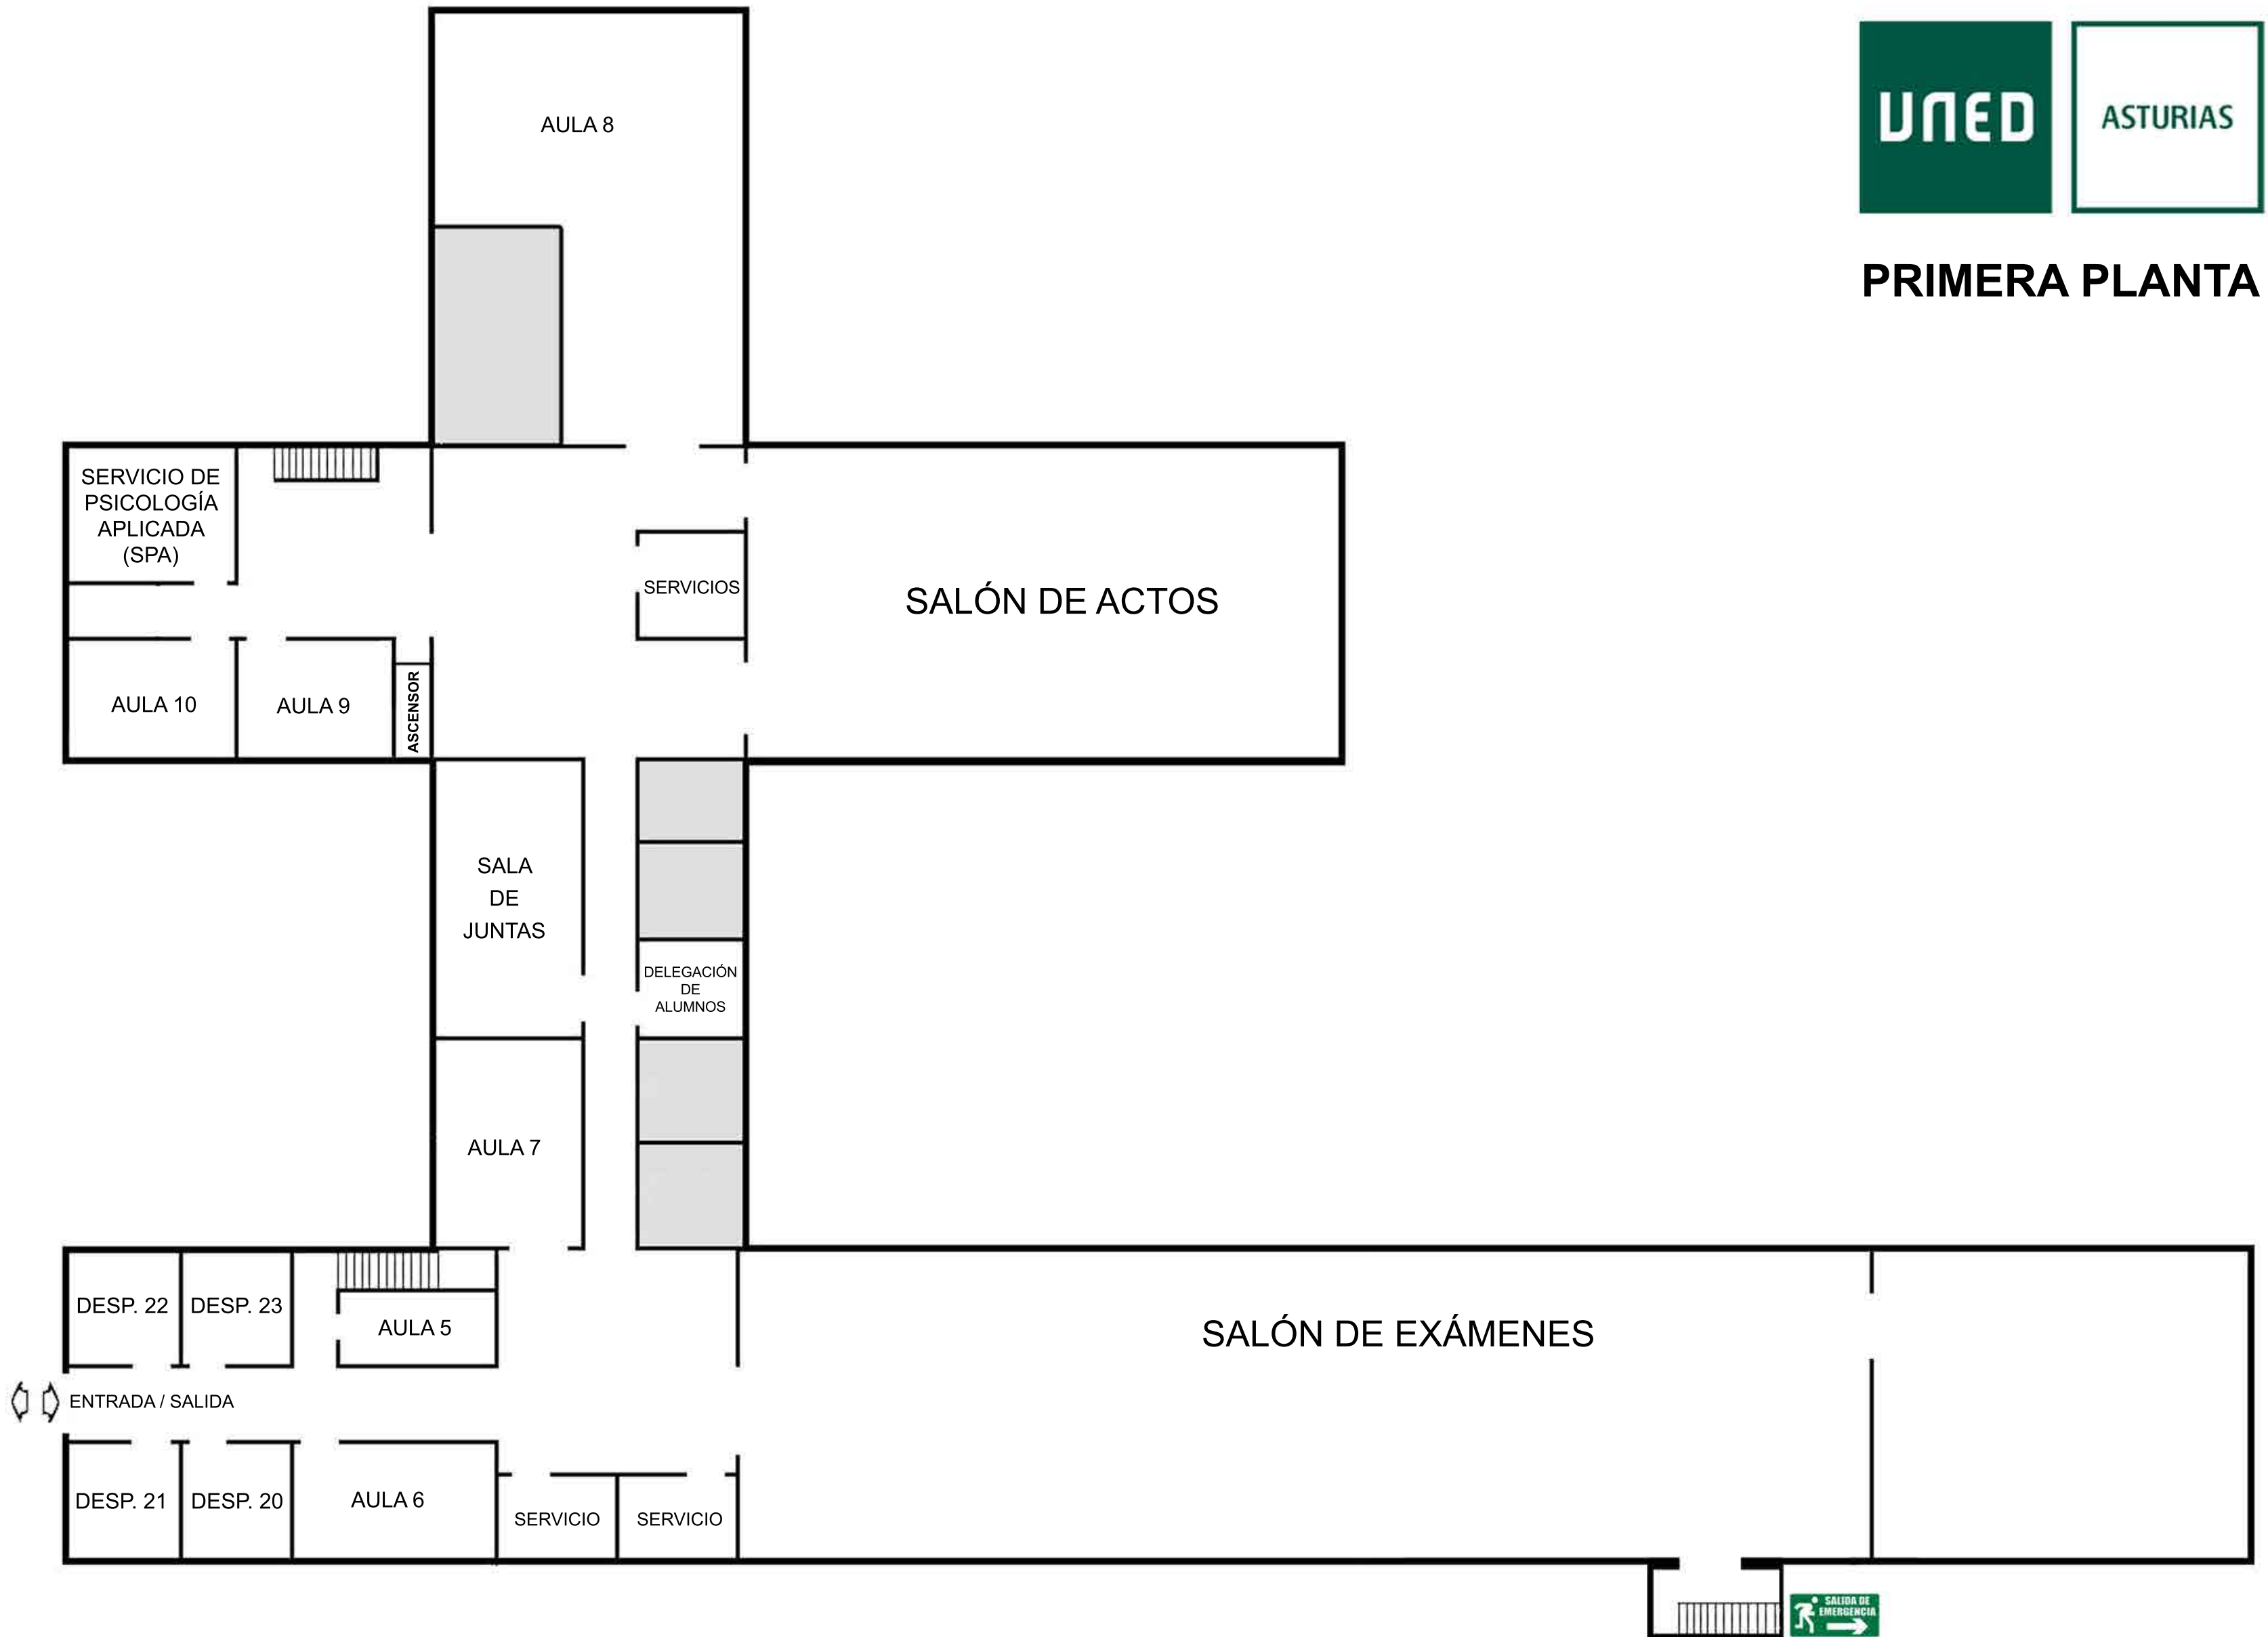 UNED
ASTURIAS
PRIMERA PLANTA
AULA 8
SERVICIO DE
PSICOLOGÍA
APLICADA
(SPA)
SERVICIOS
SALÓN DE ACTOS
AULA 10
AULA 9
ASCENSOR
SALA
DE
JUNTAS
DELEGACIÓN
DE
ALUMNOS
AULA 7
DESP. 22
DESP. 23
AULA 5
SALÓN DE EXÁMENES
ENTRADA / SALIDA
DESP. 21
DESP. 20
AULA 6
SERVICIO
SERVICIO
SALIDA DE
EMERGENCIA